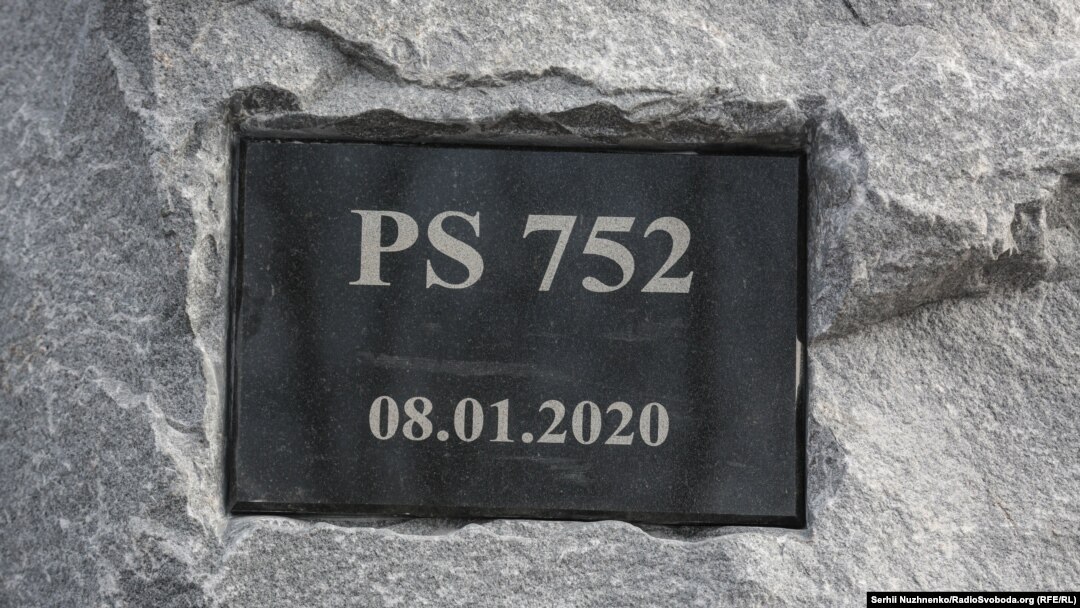 PS 752
08.01.2020
Serhii Nuzhnenko/RadioSvoboda.org (RFE/RL)